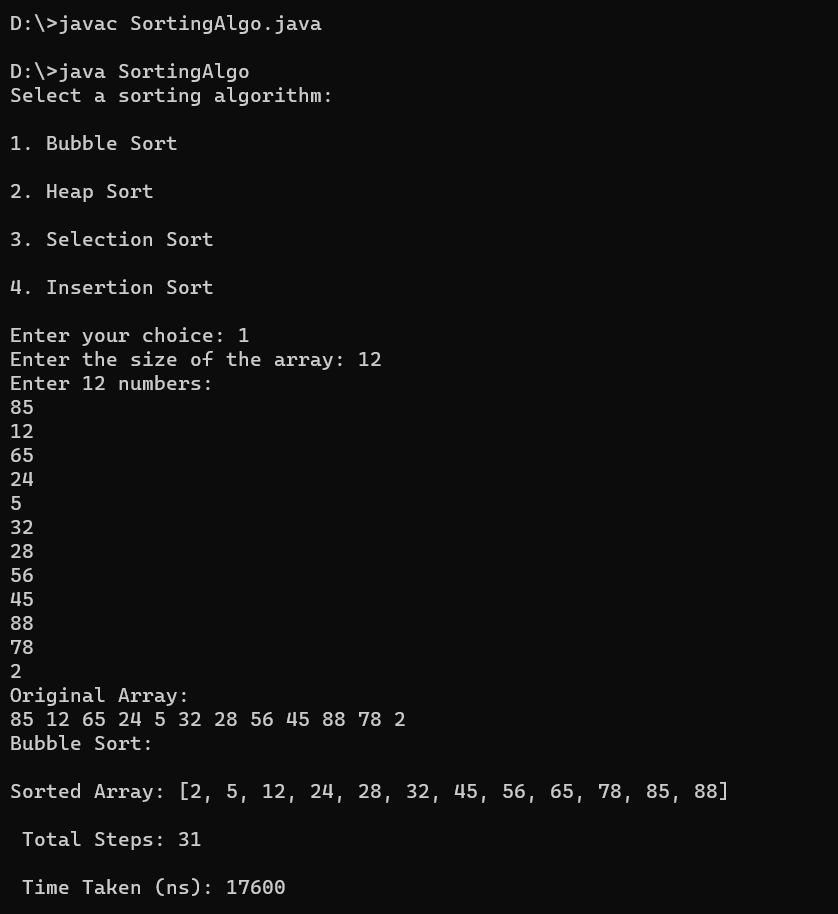 D:\>javac SortingAlgo.java
D:\>java SortingAlgo
Select a sorting algorithm:
1. Bubble Sort
2. Heap Sort
3. Selection Sort
4. Insertion Sort
Enter your choice: 1
Enter the size of the array: 12
Enter 12 numbers:
85
12
65
24
5
32
28
56
45
88
78
2
Original Array:
85 12 65 24 5 32 28 56 45 88 78 2
Bubble Sort:
Sorted Array: [2, 5, 12, 24, 28, 32, 45, 56, 65, 78, 85, 88]
Total Steps: 31
Time Taken (ns): 17600